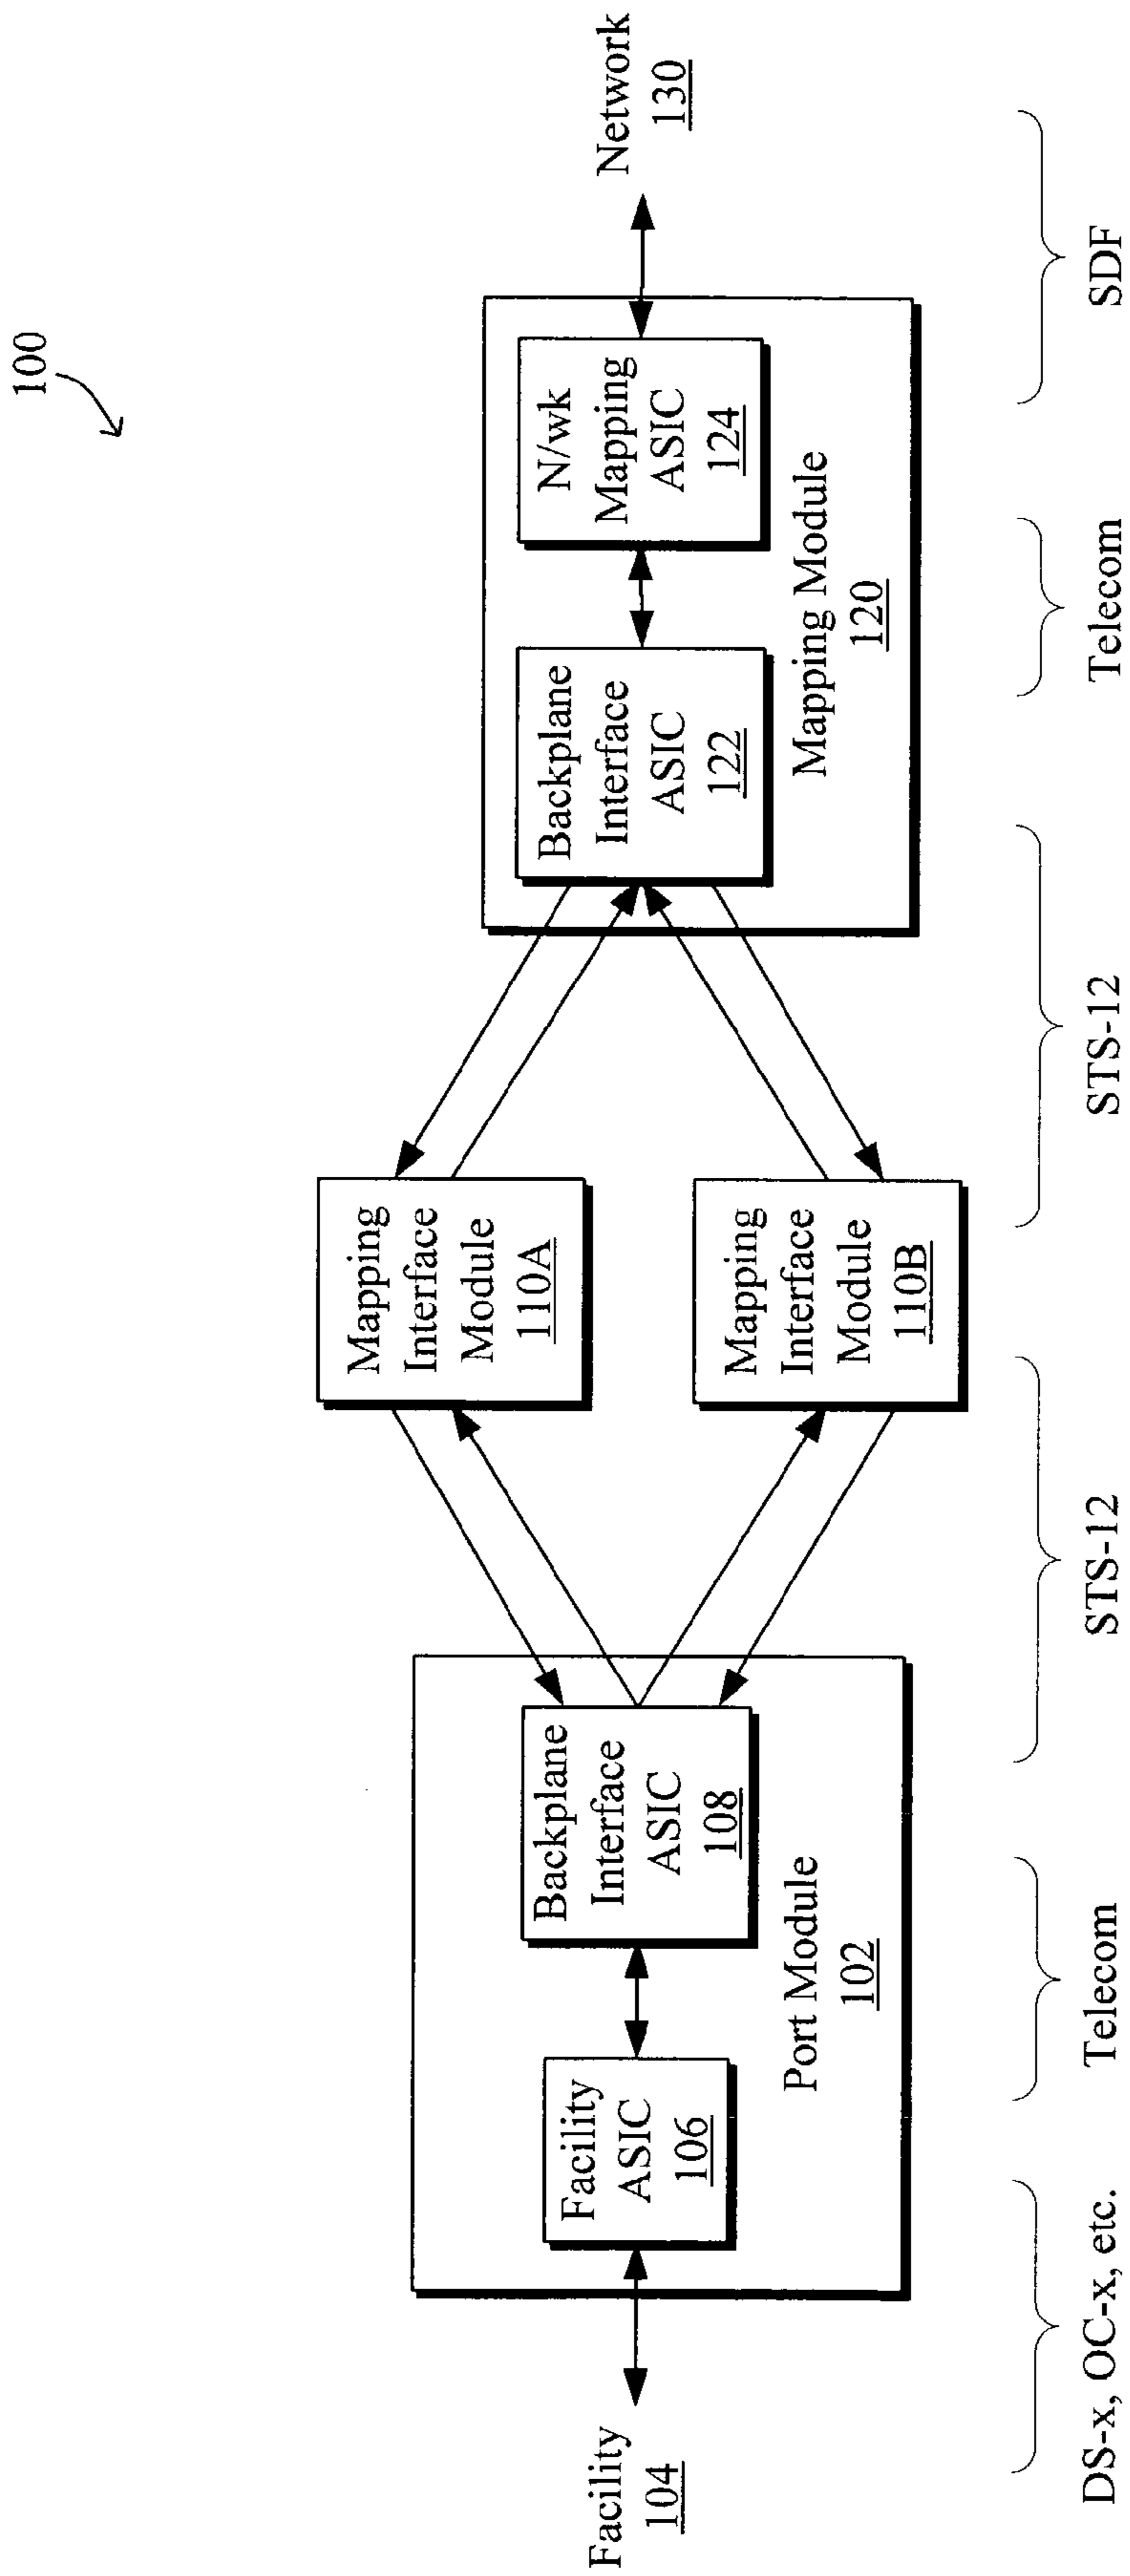 100
Facility
104
Facility
ASIC
106
Backplane
Interface
ASIC
108
Port Module
102
Mapping
Interface
Module
110A
Mapping
Interface
Module
110B
Backplane
Interface
ASIC
122
N/wk
Mapping
ASIC
124
Mapping Module
120
Network
130
DS-x, OC-x, etc.
Telecom
STS-12
STS-12
Telecom
SDF